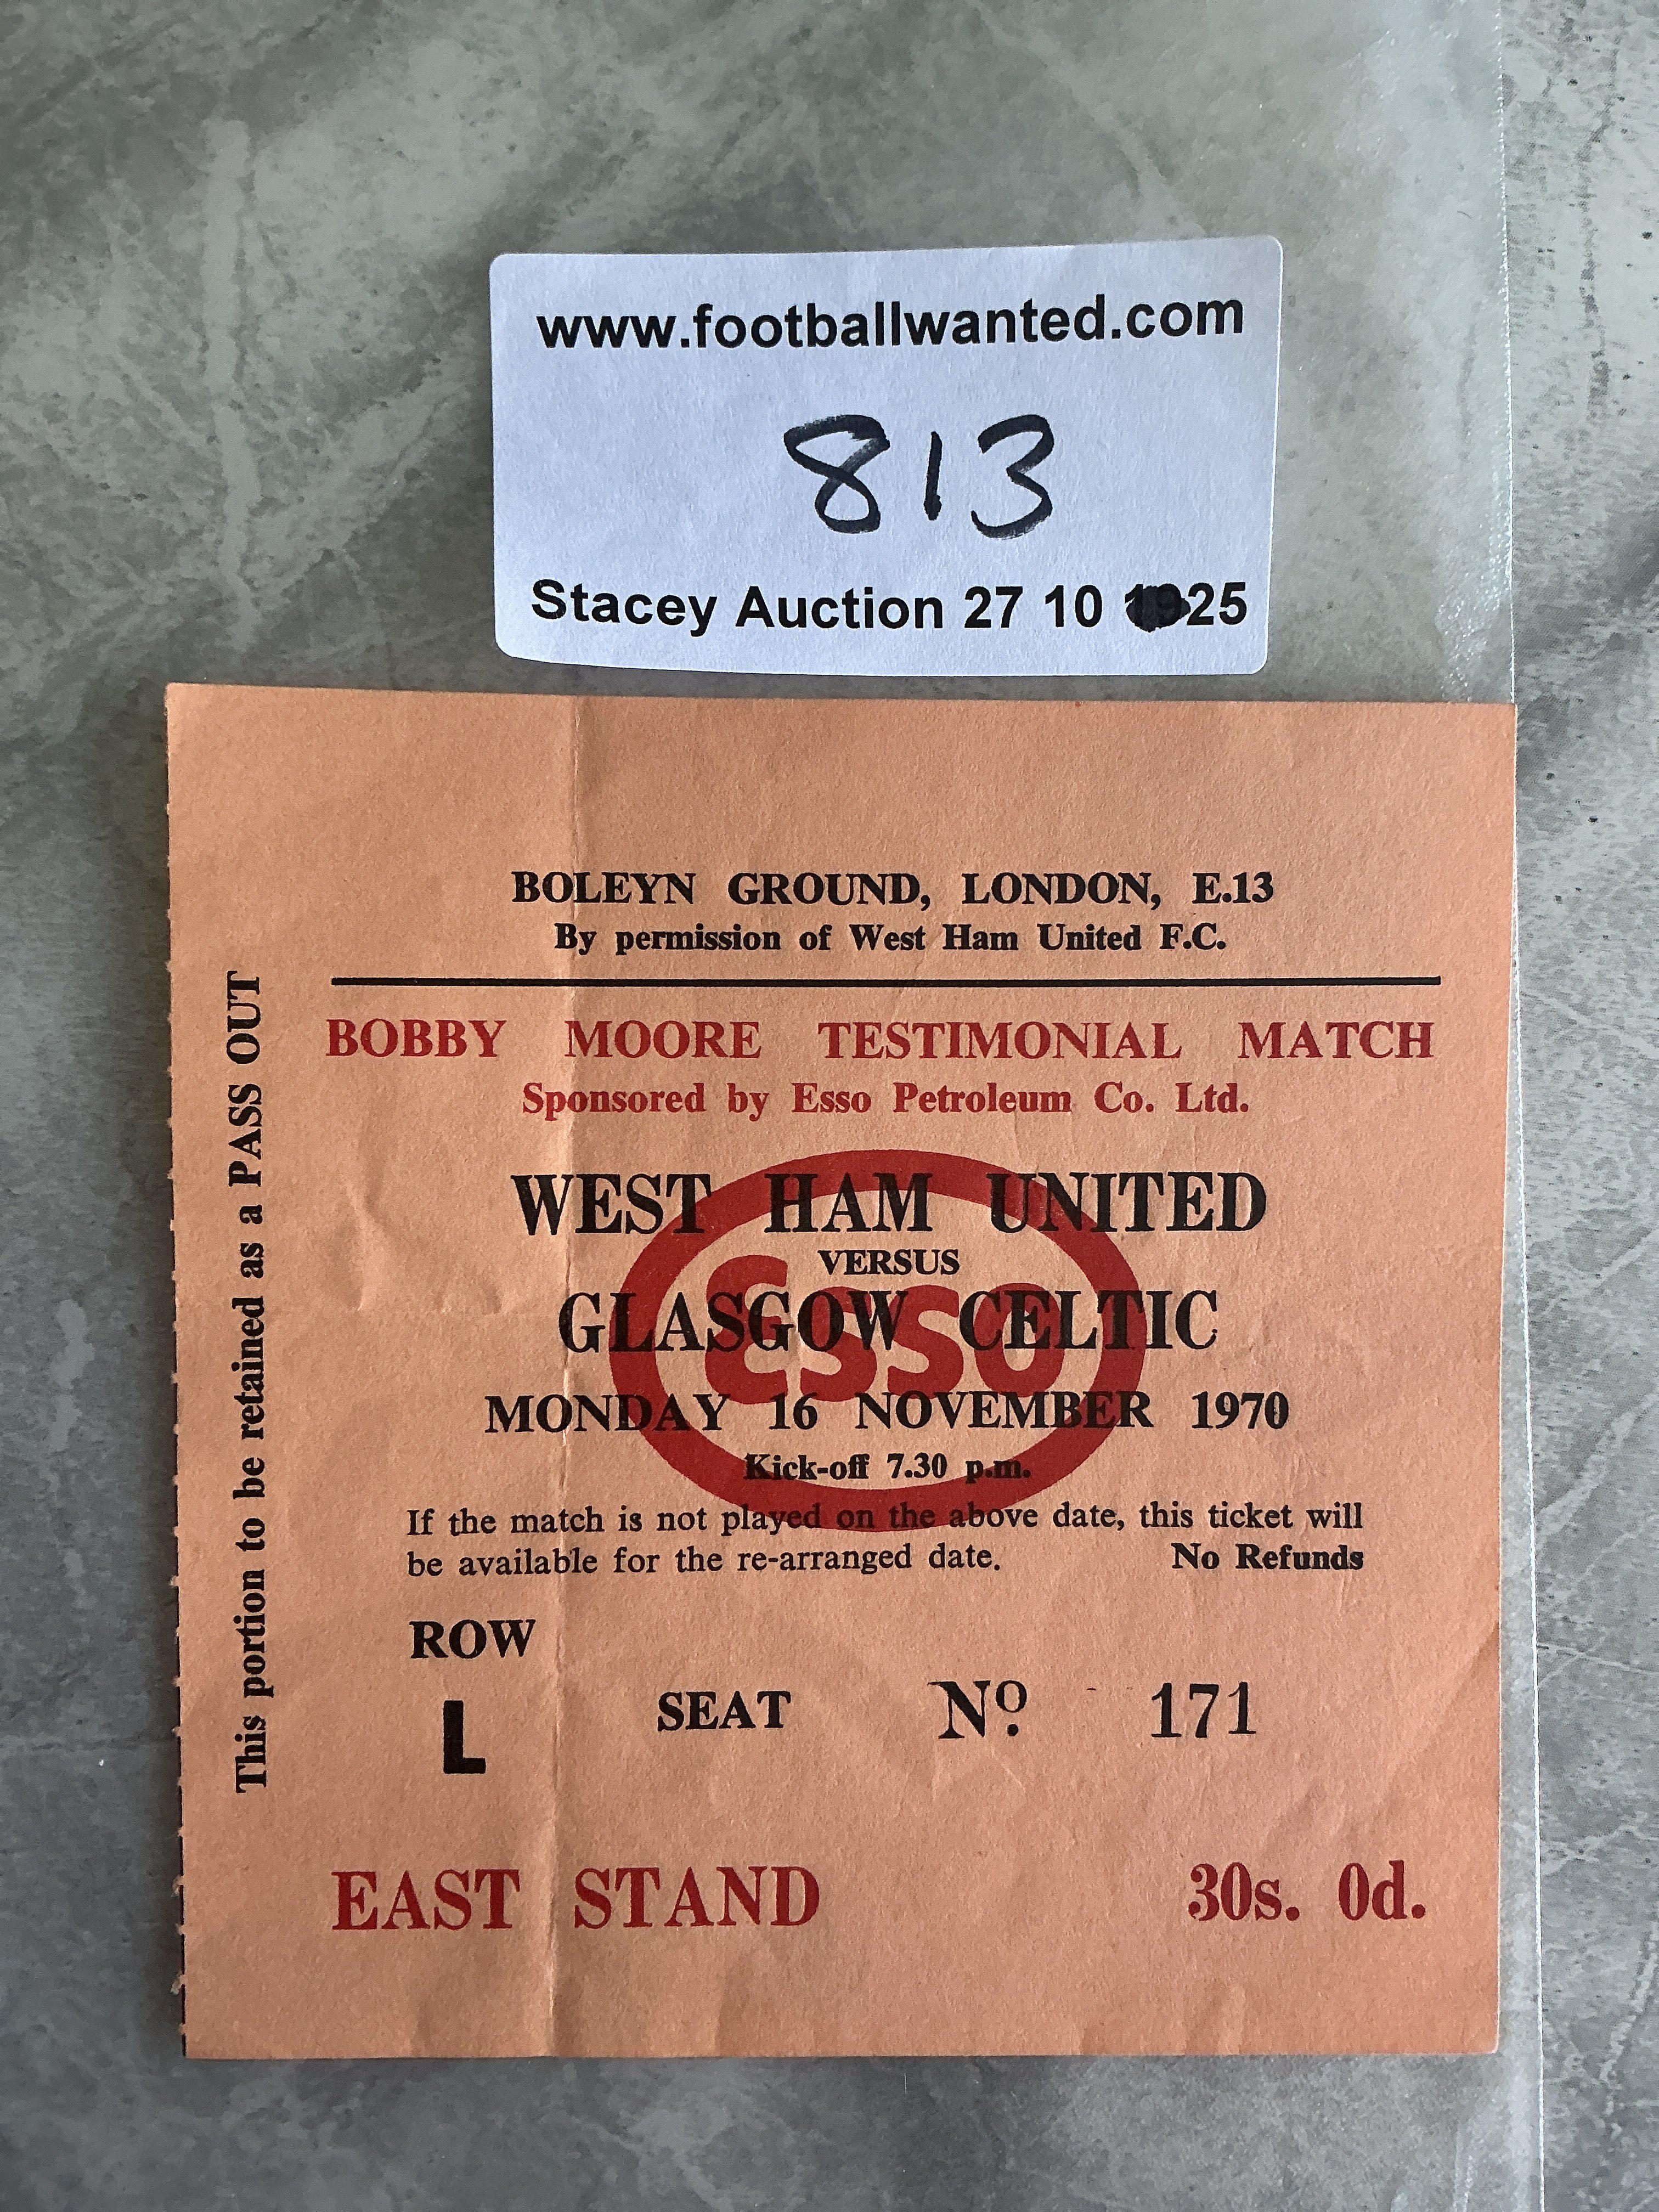 www.footballwanted.com
813
Stacey Auction 27 10 1925
BOLEYN GROUND, LONDON, E.13
By permission of West Ham United F.C.
BOBBY MOORE TESTIMONIAL MATCH
Sponsored by Esso Petroleum Co. Ltd.
WEST HAM UNITED
VERSUS
GLASGOW CELTIC
Esso
MONDAY 16 NOVEMBER 1970
Kick-off 7.30 p.m.
If the match is not played on the above date, this ticket will
be available for the re-arranged date. No Refunds
ROW
L SEAT Nº. 171
EAST STAND 30s. 0d.
This portion to be retained as a PASS OUT